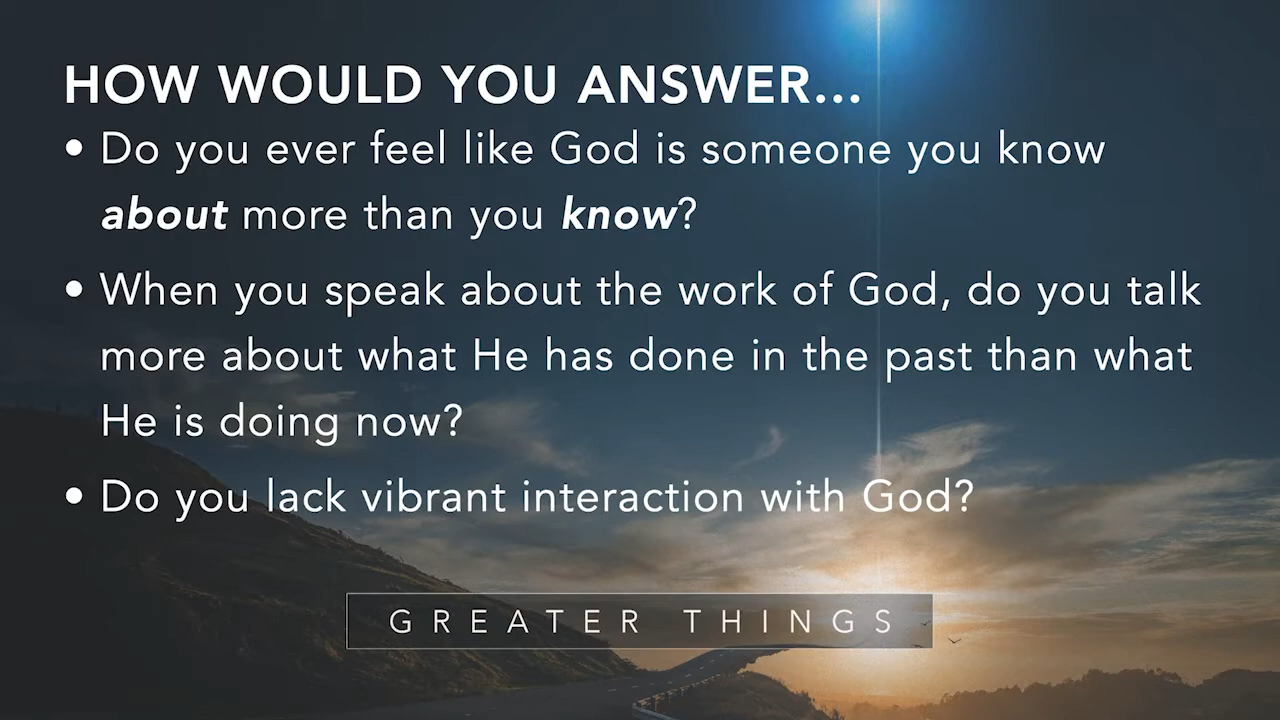 HOW WOULD YOU ANSWER...
• Do you ever feel like God is someone you know
about more than you know?
• When you speak about the work of God, do you talk
more about what He has done in the past than what
He is doing now?
• Do you lack vibrant interaction with God?
GREATER THINGS